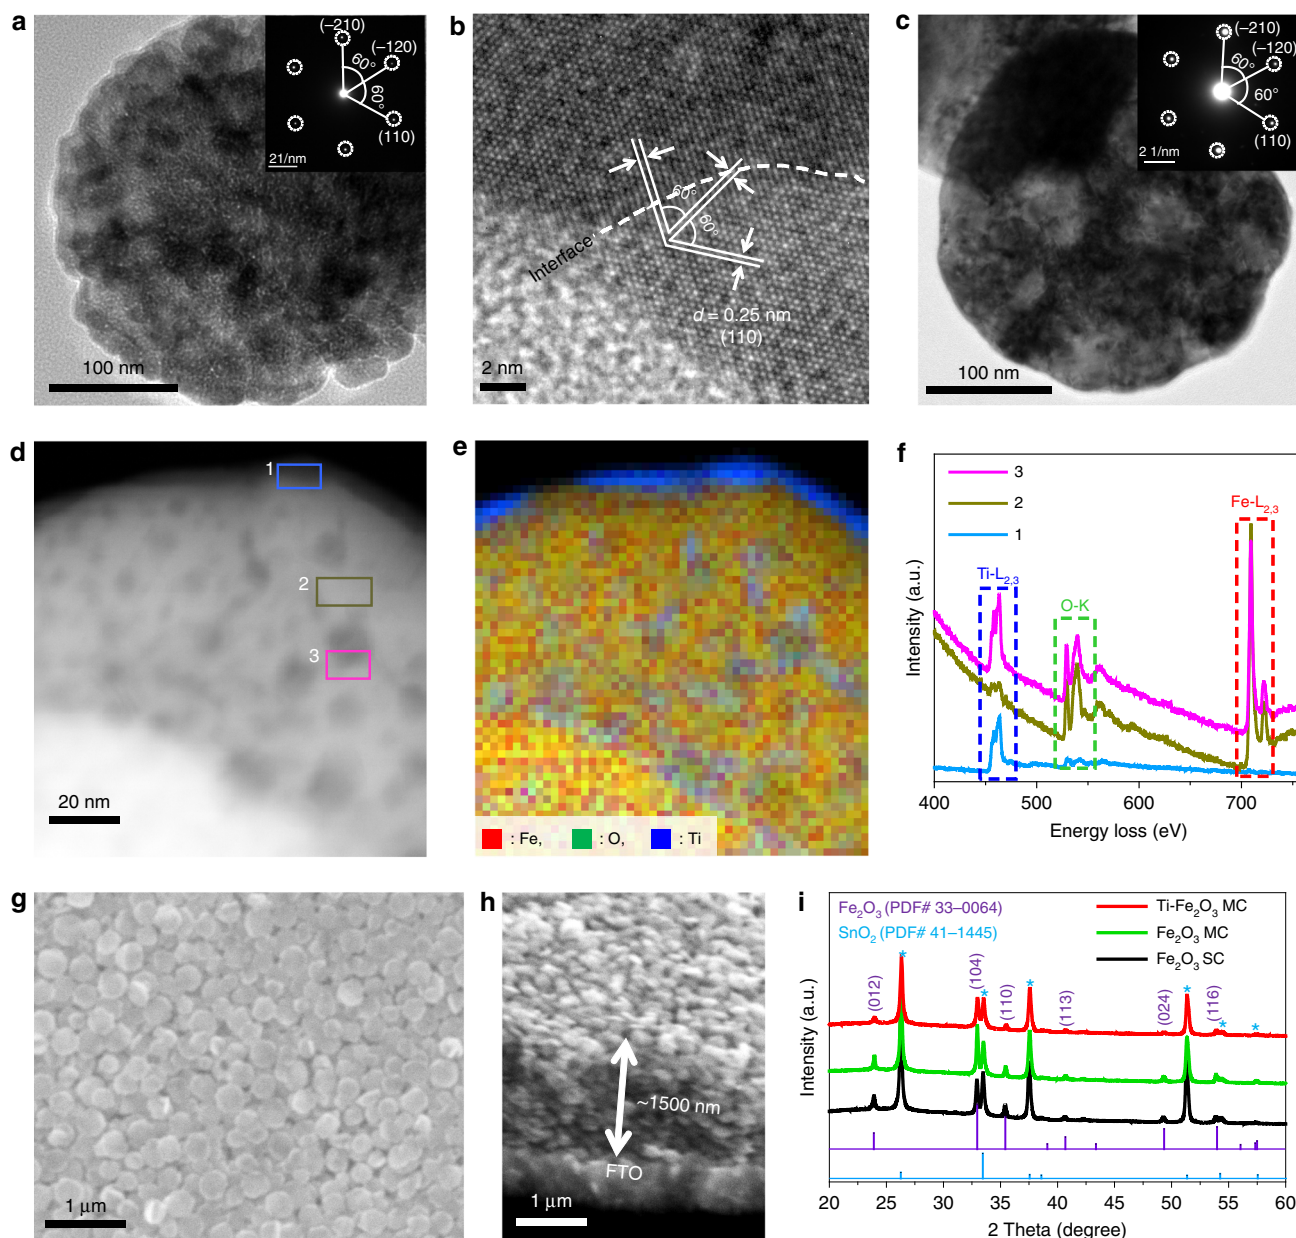 a
(−210)
(−120)
60°
60°
(110)
21/nm
100 nm
b
60°
60°
Interface
d = 0.25 nm
(110)
2 nm
c
(−210)
(−120)
60°
60°
(110)
2 1/nm
100 nm
d
1
2
3
20 nm
e
: Fe, : O, : Ti
f
3
2
1
Fe-L2,3
Ti-L2,3
O-K
Intensity (a.u.)
400 500 600 700
Energy loss (eV)
g
1 μm
h
~1500 nm
FTO
1 μm
i
Fe2O3 (PDF# 33–0064)
SnO2 (PDF# 41–1445)
Ti-Fe2O3 MC
Fe2O3 MC
Fe2O3 SC
(012)
*
(104)
*
(110)
*
(113)
(024)
*
(116)
*
*
Intensity (a.u.)
20 25 30 35 40 45 50 55 60
2 Theta (degree)